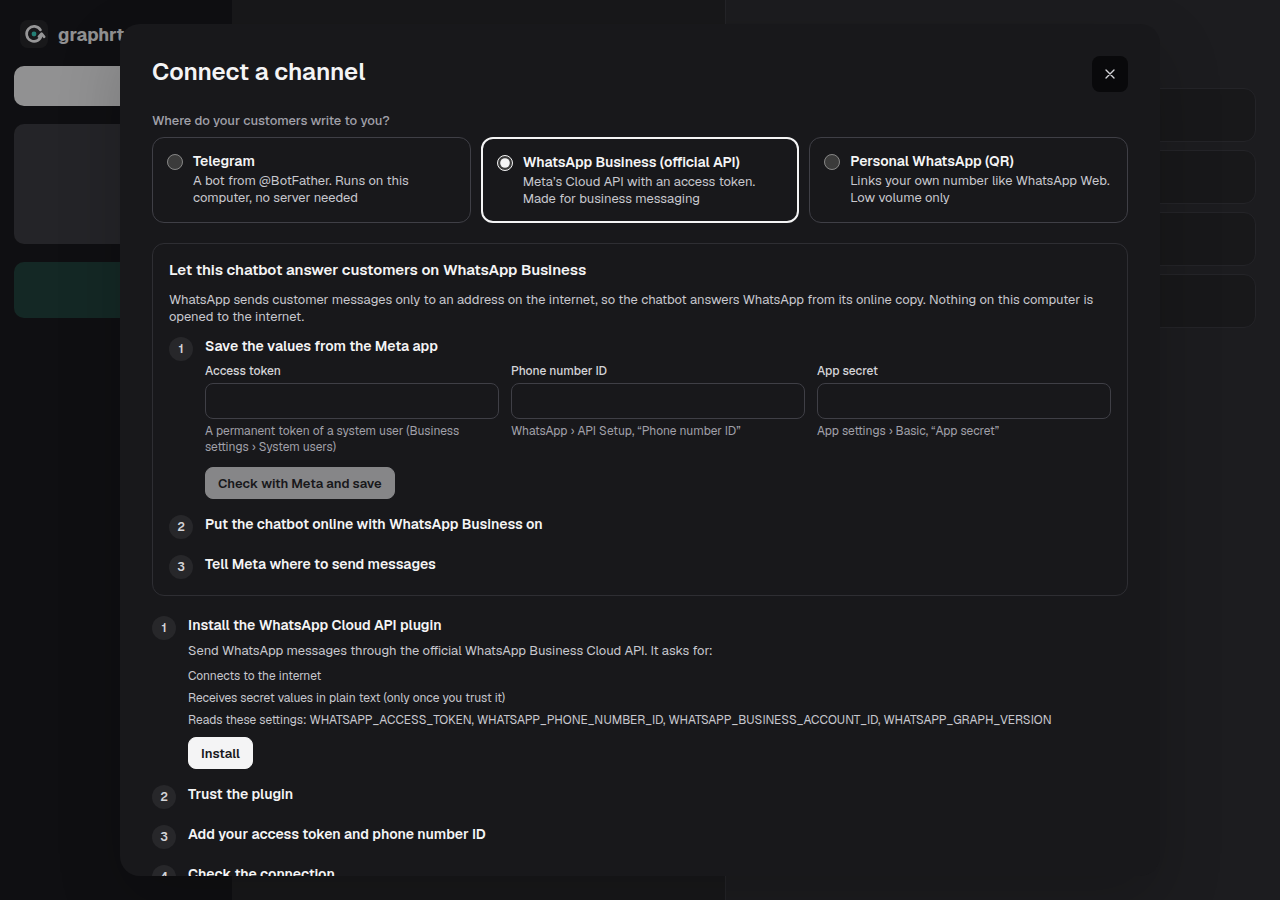 graphrt
Connect a channel
Where do your customers write to you?
Telegram
A bot from @BotFather. Runs on this
computer, no server needed
WhatsApp Business (official API)
Meta's Cloud API with an access token.
Made for business messaging
Personal WhatsApp (QR)
Links your own number like WhatsApp Web.
Low volume only
Let this chatbot answer customers on WhatsApp Business
WhatsApp sends customer messages only to an address on the internet, so the chatbot answers WhatsApp from its online copy. Nothing on this computer is
opened to the internet.
1 Save the values from the Meta app
Access token
A permanent token of a system user (Business
settings › System users)
Phone number ID
WhatsApp › API Setup, “Phone number ID”
App secret
App settings › Basic, “App secret”
Check with Meta and save
2 Put the chatbot online with WhatsApp Business on
3 Tell Meta where to send messages
1 Install the WhatsApp Cloud API plugin
Send WhatsApp messages through the official WhatsApp Business Cloud API. It asks for:
Connects to the internet
Receives secret values in plain text (only once you trust it)
Reads these settings: WHATSAPP_ACCESS_TOKEN, WHATSAPP_PHONE_NUMBER_ID, WHATSAPP_BUSINESS_ACCOUNT_ID, WHATSAPP_GRAPH_VERSION
Install
2 Trust the plugin
3 Add your access token and phone number ID
4 Check the connection